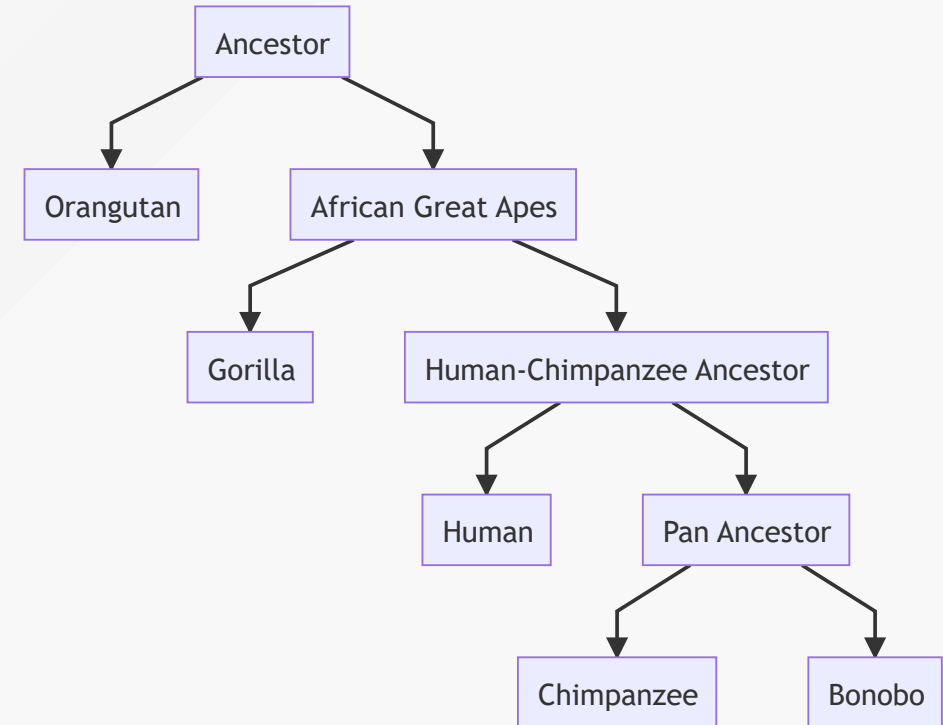 Ancestor
Orangutan
African Great Apes
Gorilla
Human-Chimpanzee Ancestor
Human
Pan Ancestor
Chimpanzee
Bonobo